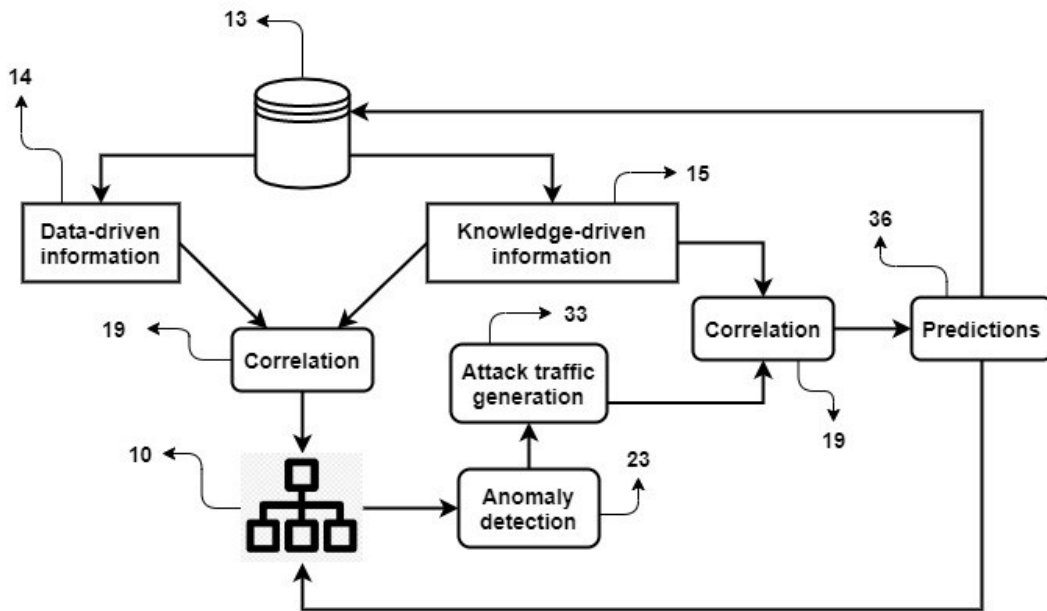 13
14
15
Data-driven
information
Knowledge-driven
information
36
19
Correlation
33
Attack traffic
generation
Correlation
Predictions
19
10
Anomaly
detection
23